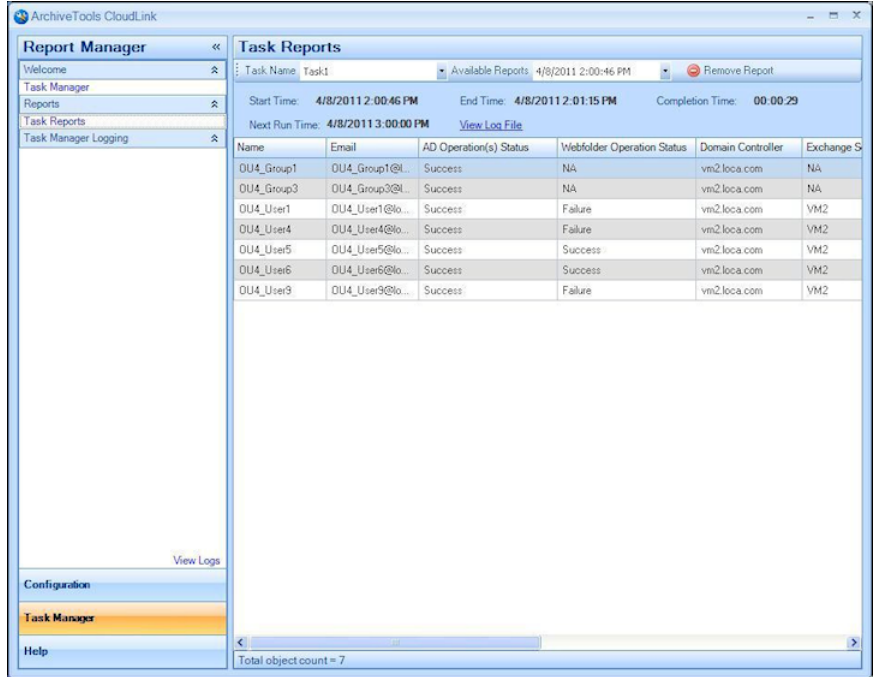 ArchiveTools CloudLink
Report Manager «
Welcome
Task Manager
Reports
Task Reports
Task Manager Logging
View Logs
Configuration
Task Manager
Help
Task Reports
Task Name Task1 Available Reports 4/8/2011 2:00:46 PM Remove Report
Start Time: 4/8/2011 2:00:46 PM End Time: 4/8/2011 2:01:15 PM Completion Time: 00:00:29
Next Run Time: 4/8/2011 3:00:00 PM View Log File
Name Email AD Operation(s) Status Webfolder Operation Status Domain Controller Exchange S
OU4_Group1 OU4_Group1@l... Success NA vm2.loca.com NA
OU4_Group3 OU4_Group3@l... Success NA vm2.loca.com NA
OU4_User1 OU4_User1@lo... Success Failure vm2.loca.com VM2
OU4_User4 OU4_User4@lo... Success Failure vm2.loca.com VM2
OU4_User5 OU4_User5@lo... Success Success vm2.loca.com VM2
OU4_User6 OU4_User6@lo... Success Success vm2.loca.com VM2
OU4_User9 OU4_User9@lo... Success Failure vm2.loca.com VM2
Total object count = 7